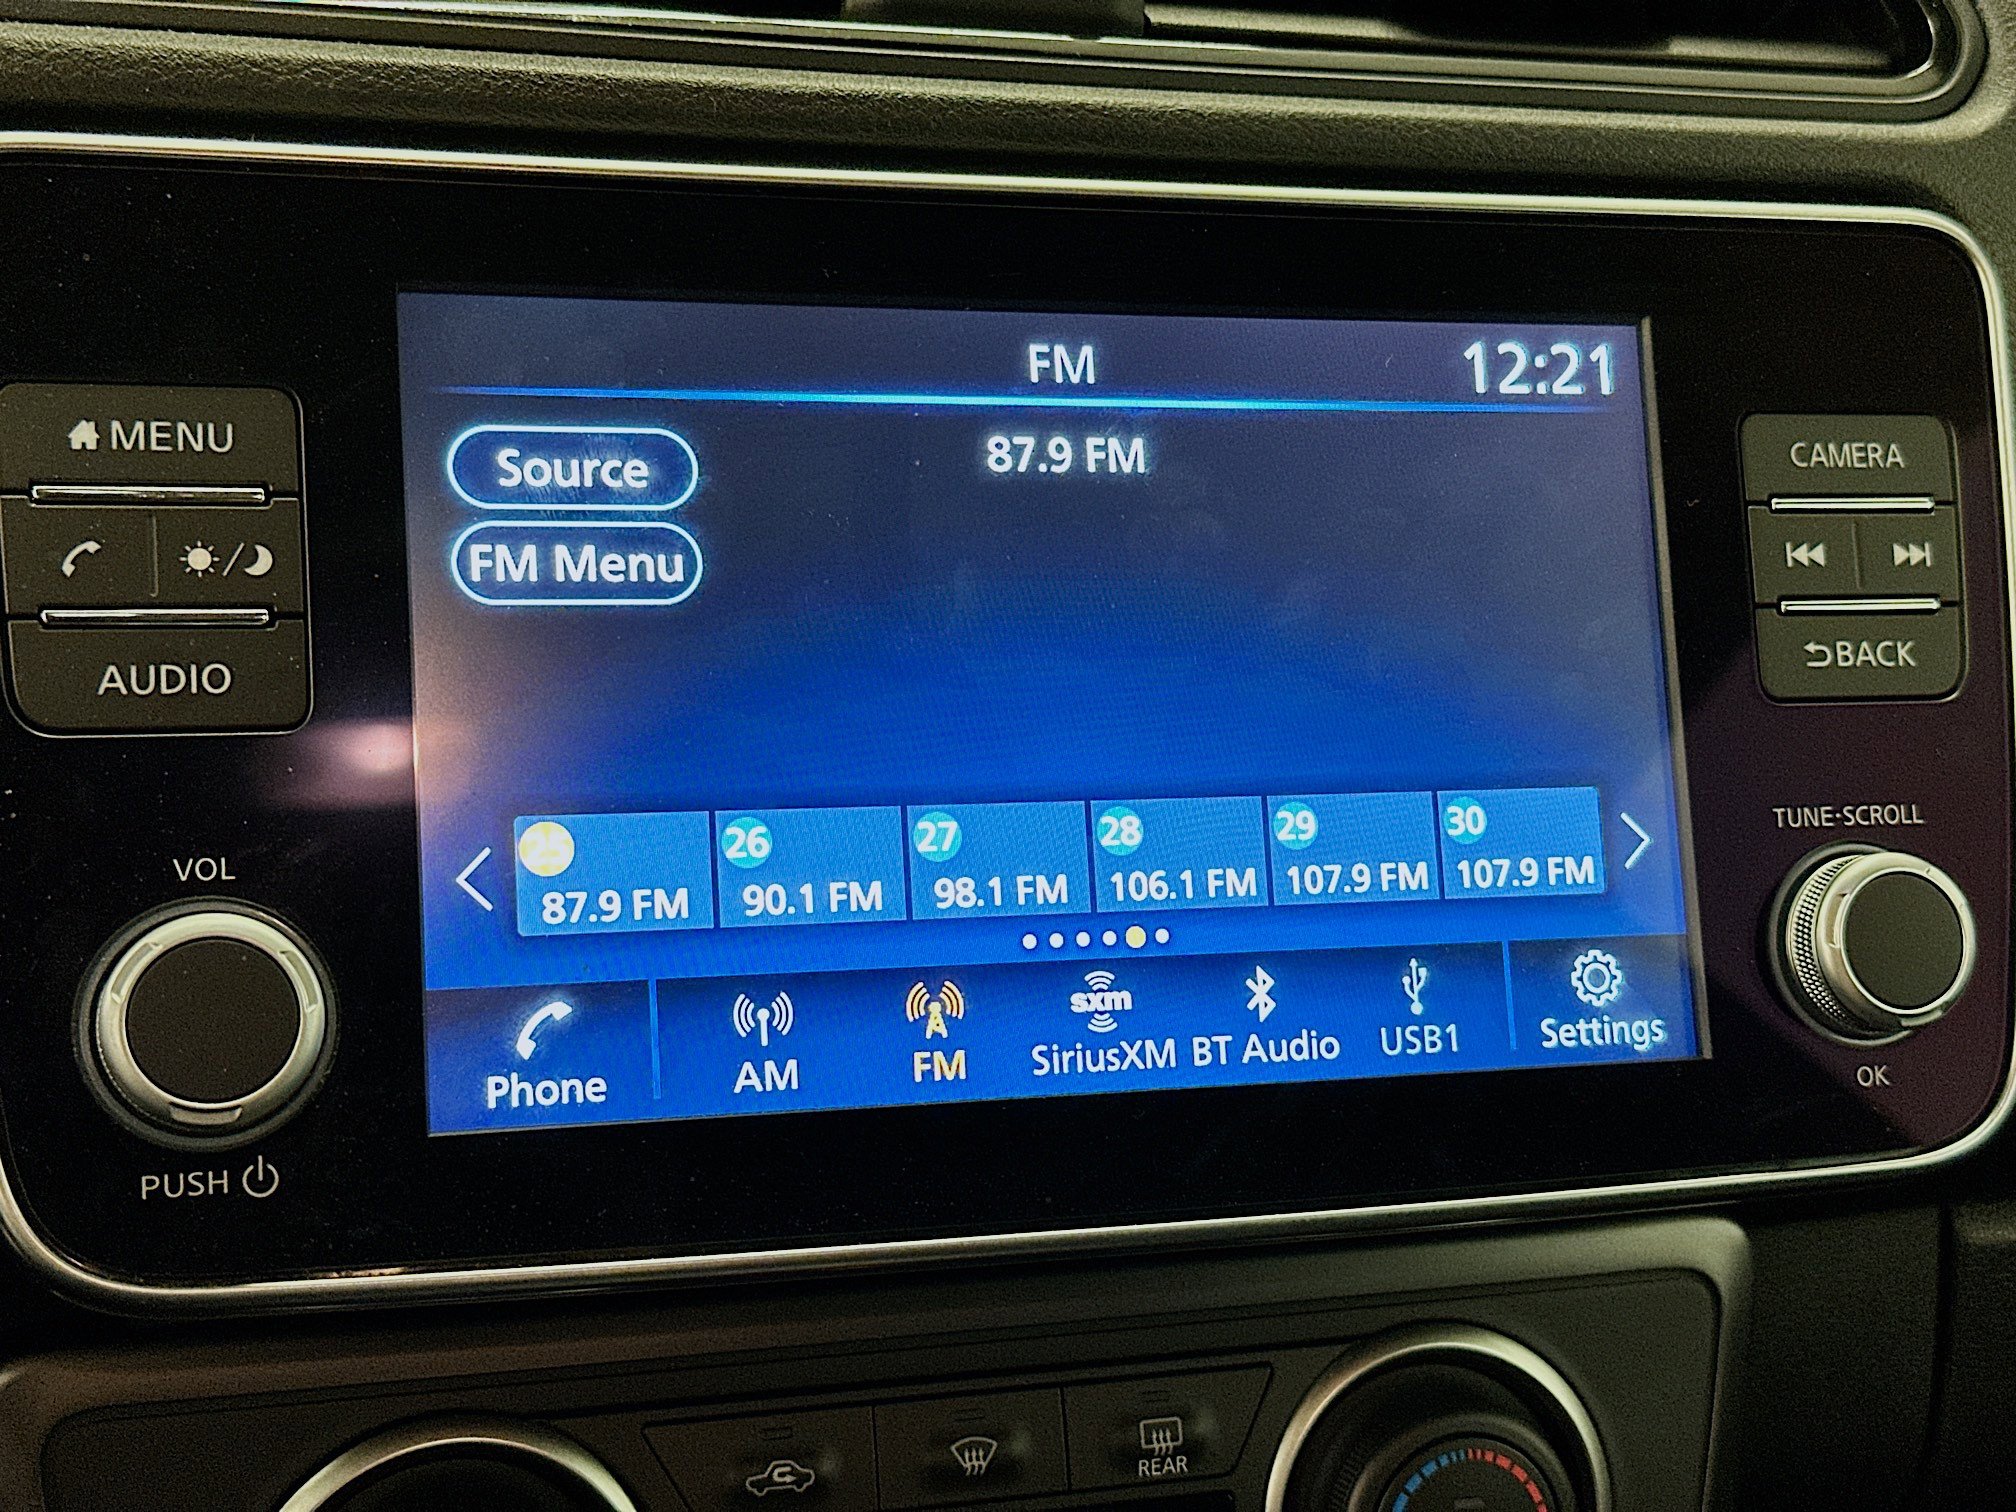 FM
12:21
MENU
CAMERA
Source
87.9 FM
FM Menu
AUDIO
BACK
25
26
27
28
29
30
87.9 FM
90.1 FM
98.1 FM
106.1 FM
107.9 FM
107.9 FM
VOL
TUNE·SCROLL
Phone
AM
FM
sxm
SiriusXM
BT Audio
USB1
Settings
OK
PUSH
REAR